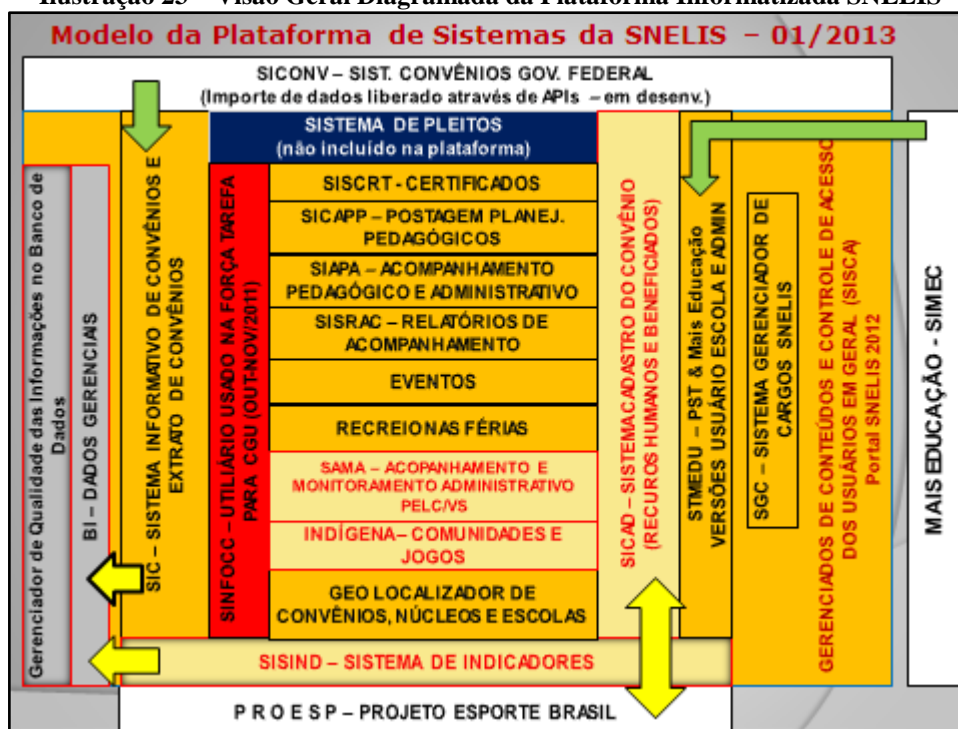 Ilustração 25 – Visão Geral Diagramada da Plataforma Informatizada SNELIS
Modelo da Plataforma de Sistemas da SNELIS – 01/2013
SICONV – SIST. CONVÊNIOS GOV. FEDERAL
(Importe de dados liberado através de APIs – em desenv.)
SISTEMA DE PLEITOS
(não incluído na plataforma)
Gerenciador de Qualidade das Informações no Banco de
Dados
BI – DADOS GERENCIAIS
SIC – SISTEMA INFORMATIVO DE CONVÊNIOS E
EXTRATO DE CONVÊNIOS
SINFOCC – UTILIÁRIO USADO NA FORÇA TAREFA
PARA CGU (OUT-NOV/2011)
SISCRT - CERTIFICADOS
SICAPP – POSTAGEM PLANEJ.
PEDAGÓGICOS
SIAPA – ACOMPANHAMENTO
PEDAGÓGICO E ADMINISTRATIVO
SISRAC – RELATÓRIOS DE
ACOMPANHAMENTO
EVENTOS
RECREIO NAS FÉRIAS
SAMA – ACOPANHAMENTO E
MONITORAMENTO ADMINISTRATIVO
PELC/VS
INDÍGENA – COMUNIDADES E
JOGOS
GEO LOCALIZADOR DE
CONVÊNIOS, NÚCLEOS E ESCOLAS
SICAD – SISTEMA CADASTRO DO CONVÊNIO
(RECURSOS HUMANOS E BENEFICIADOS)
STMEDU – PST & Mais Educação
VERSÕES USUÁRIO ESCOLA E ADMIN
SGC – SISTEMA GERENCIADOR DE
CARGOS SNELIS
GERENCIADOS DE CONTEÚDOS E CONTROLE DE ACESSO
DOS USUÁRIOS EM GERAL (SISCA)
Portal SNELIS 2012
MAIS EDUCAÇÃO - SIMEC
SISIND – SISTEMA DE INDICADORES
PROESP – PROJETO ESPORTE BRASIL